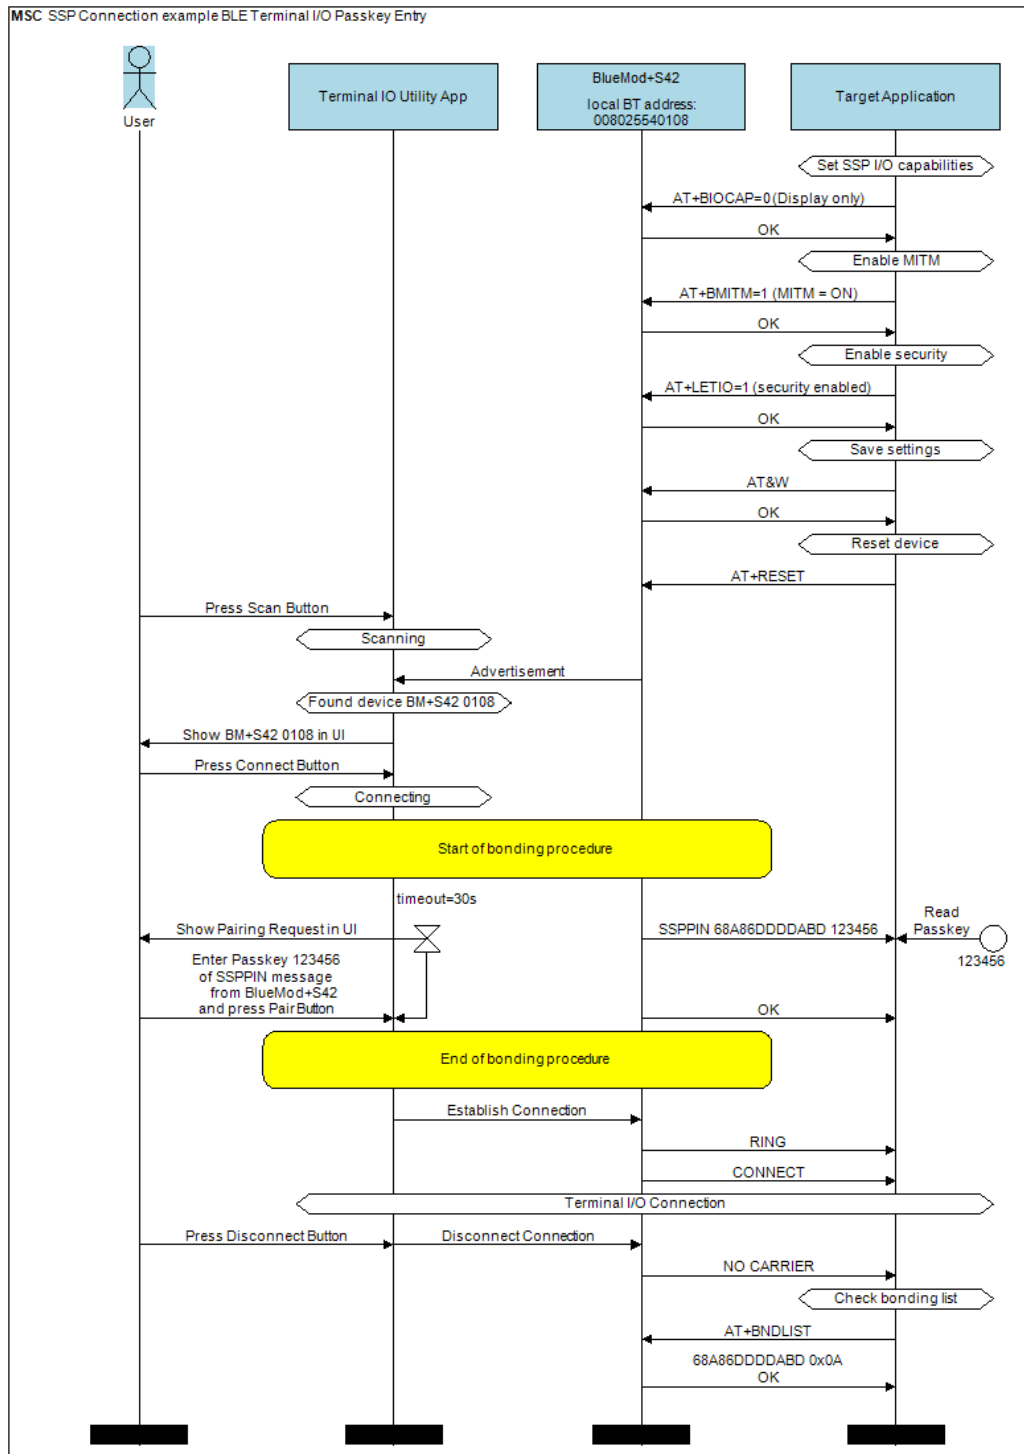 MSC SSP Connection example BLE Terminal I/O Passkey Entry
User
Terminal IO Utility App
BlueMod+S42
local BT address:
008025540108
Target Application
Set SSP I/O capabilities
AT+BIOCAP=0 (Display only)
OK
Enable MITM
AT+BMITM=1 (MITM = ON)
OK
Enable security
AT+LETIO=1 (security enabled)
OK
Save settings
AT&W
OK
Reset device
AT+RESET
Press Scan Button
Scanning
Advertisement
Found device BM+S42 0108
Show BM+S42 0108 in UI
Press Connect Button
Connecting
Start of bonding procedure
timeout=30s
Show Pairing Request in UI
SSPPIN 68A86DDDDABD 123456
Read
Passkey
123456
Enter Passkey 123456
of SSPPIN message
from BlueMod+S42
and press Pair Button
OK
End of bonding procedure
Establish Connection
RING
CONNECT
Terminal I/O Connection
Press Disconnect Button
Disconnect Connection
NO CARRIER
Check bonding list
AT+BNDLIST
68A86DDDDABD 0x0A
OK